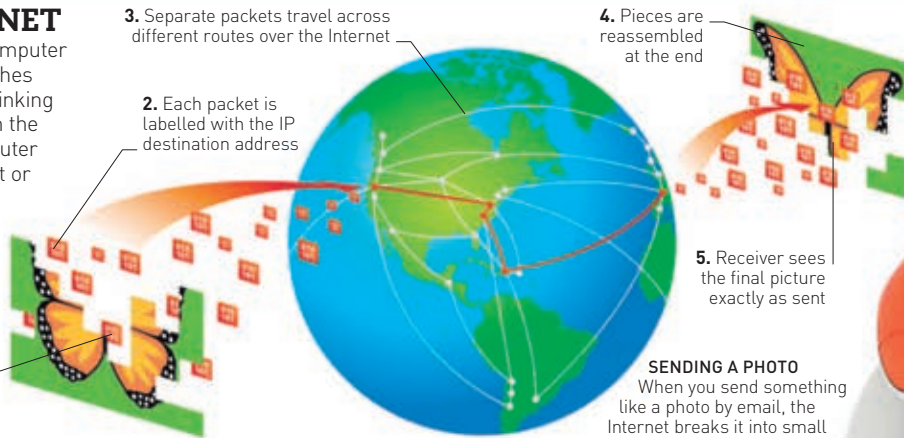 NET
omputer
hes
inking
n the
uter
t or
3. Separate packets travel across
different routes over the Internet
2. Each packet is
labelled with the IP
destination address
4. Pieces are
reassembled
at the end
5. Receiver sees
the final picture
exactly as sent
SENDING A PHOTO
When you send something
like a photo by email, the
Internet breaks it into small